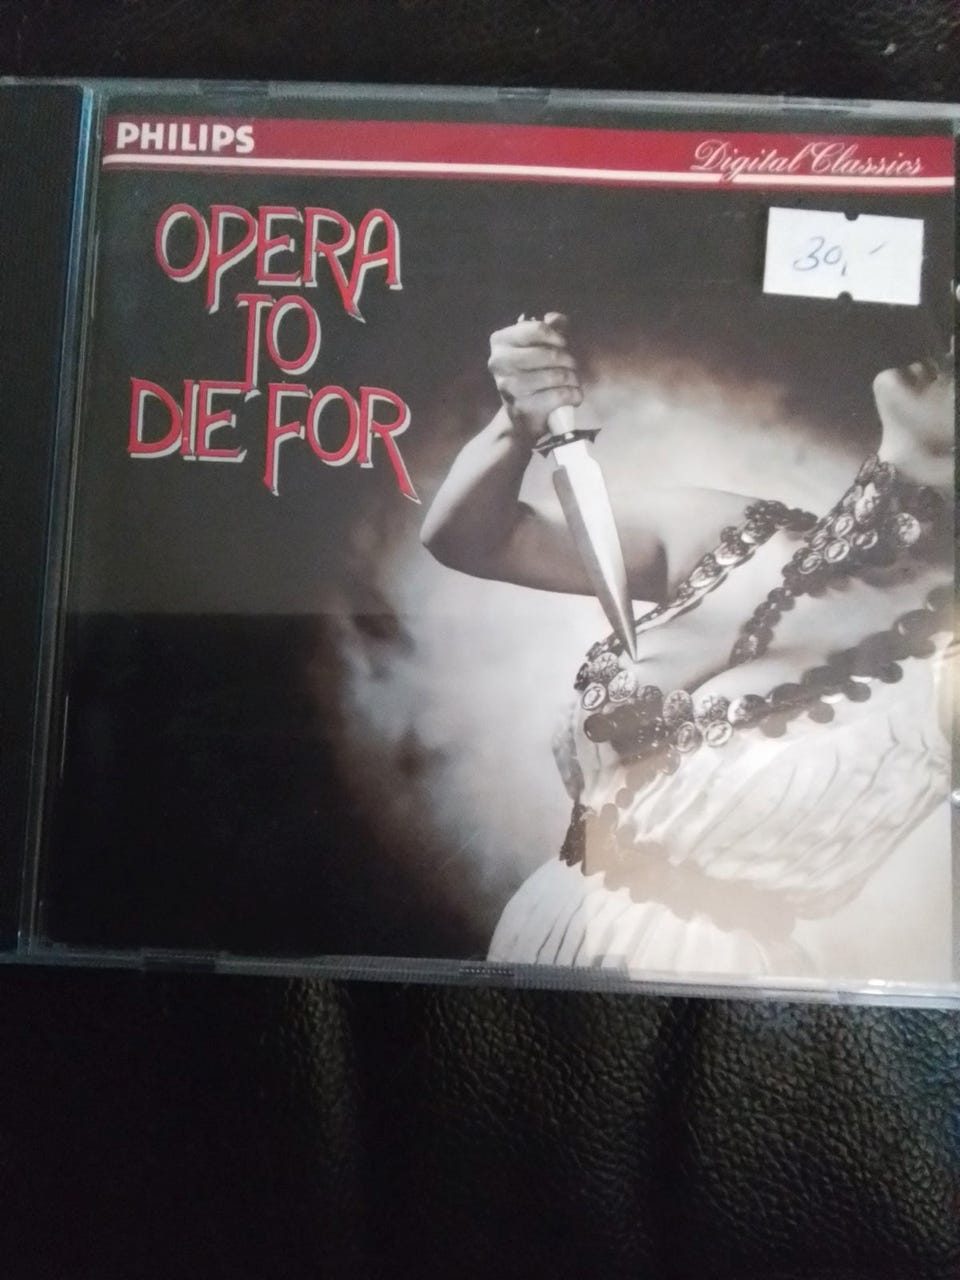 PHILIPS
Digital Classics
OPERA
TO
DIE FOR
30,-